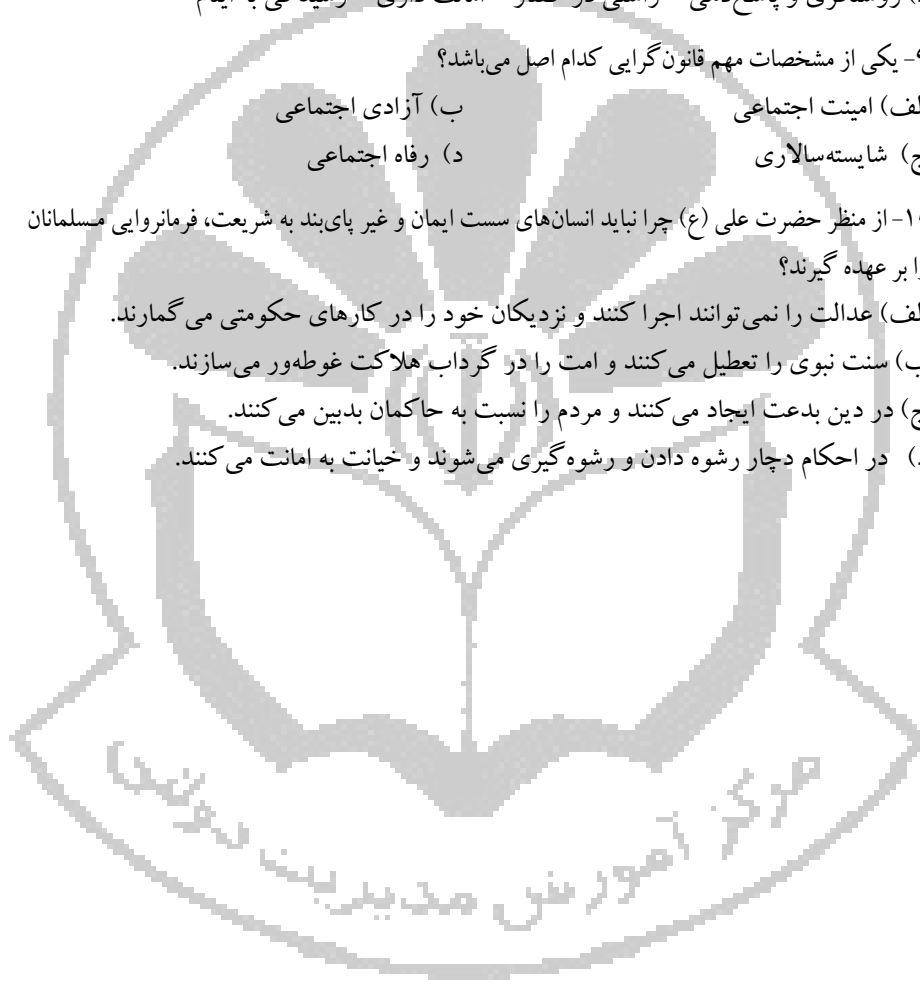 ۹- یکی از مشخصات مهم قانون‌گرایی کدام اصل می‌باشد؟
الف) امینت اجتماعی ب) آزادی اجتماعی
ج) شایسته‌سالاری د) رفاه اجتماعی
۱۰- از منظر حضرت علی (ع) چرا نباید انسان‌های سست ایمان و غیر پای‌بند به شریعت، فرمانروایی مسلمانان
را بر عهده گیرند؟
الف) عدالت را نمی‌توانند اجرا کنند و نزدیکان خود را در کارهای حکومتی می‌گمارند.
ب) سنت نبوی را تعطیل می‌کنند و امت را در گرداب هلاکت غوطه‌ور می‌سازند.
ج) در دین بدعت ایجاد می‌کنند و مردم را نسبت به حاکمان بدبین می‌کنند.
د) در احکام دچار رشوه دادن و رشوه‌گیری می‌شوند و خیانت به امانت می‌کنند.
مرکز آموزش مدیریت دولتی